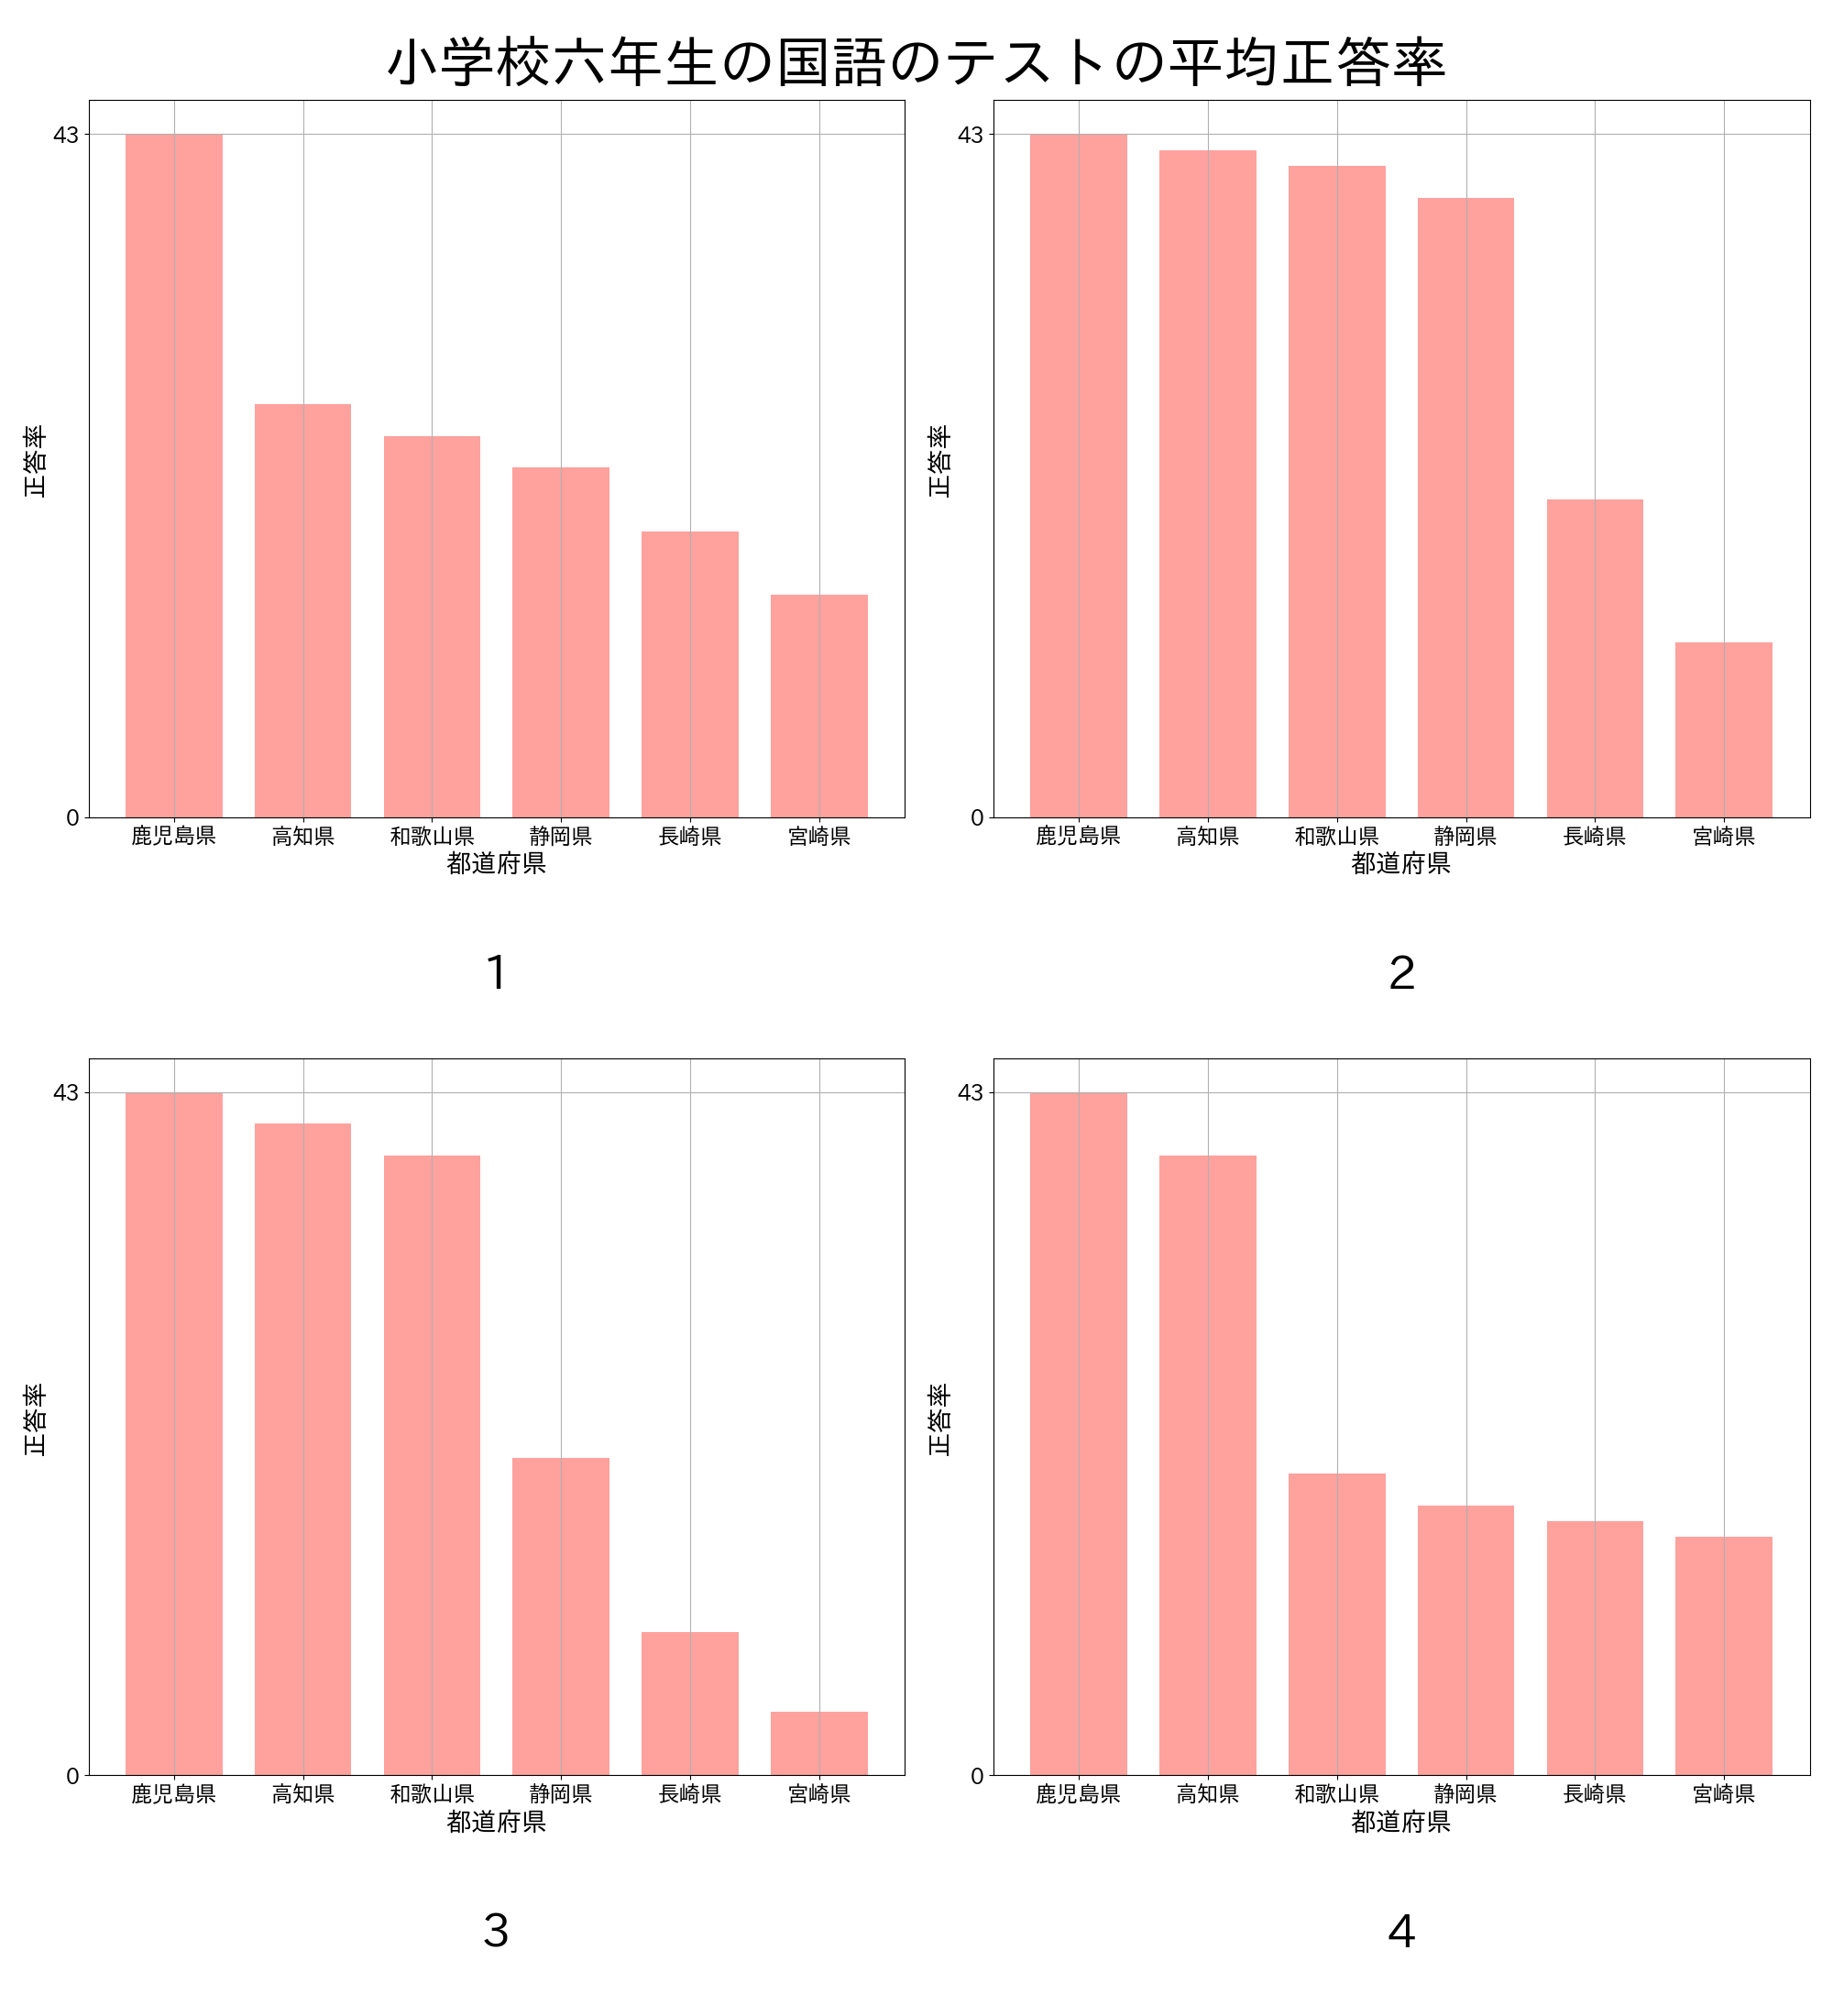 小学校六年生の国語のテストの平均正答率
43
0
正答率
鹿児島県 高知県 和歌山県 静岡県 長崎県 宮崎県
都道府県
1
43
0
正答率
鹿児島県 高知県 和歌山県 静岡県 長崎県 宮崎県
都道府県
2
43
0
正答率
鹿児島県 高知県 和歌山県 静岡県 長崎県 宮崎県
都道府県
3
43
0
正答率
鹿児島県 高知県 和歌山県 静岡県 長崎県 宮崎県
都道府県
4